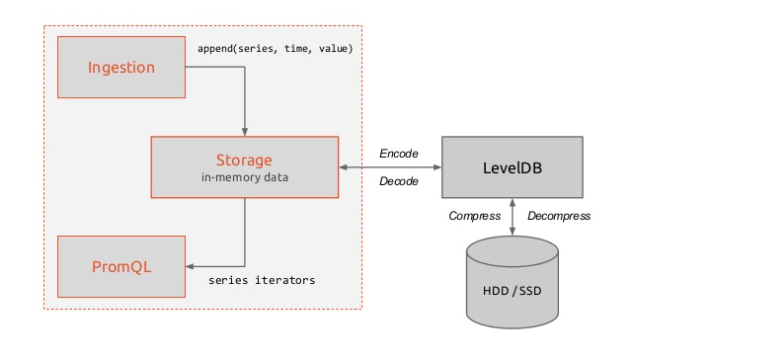 append(series, time, value)
Ingestion
Storage
in-memory data
Encode
Decode
LevelDB
Compress
Decompress
PromQL
series iterators
HDD / SSD